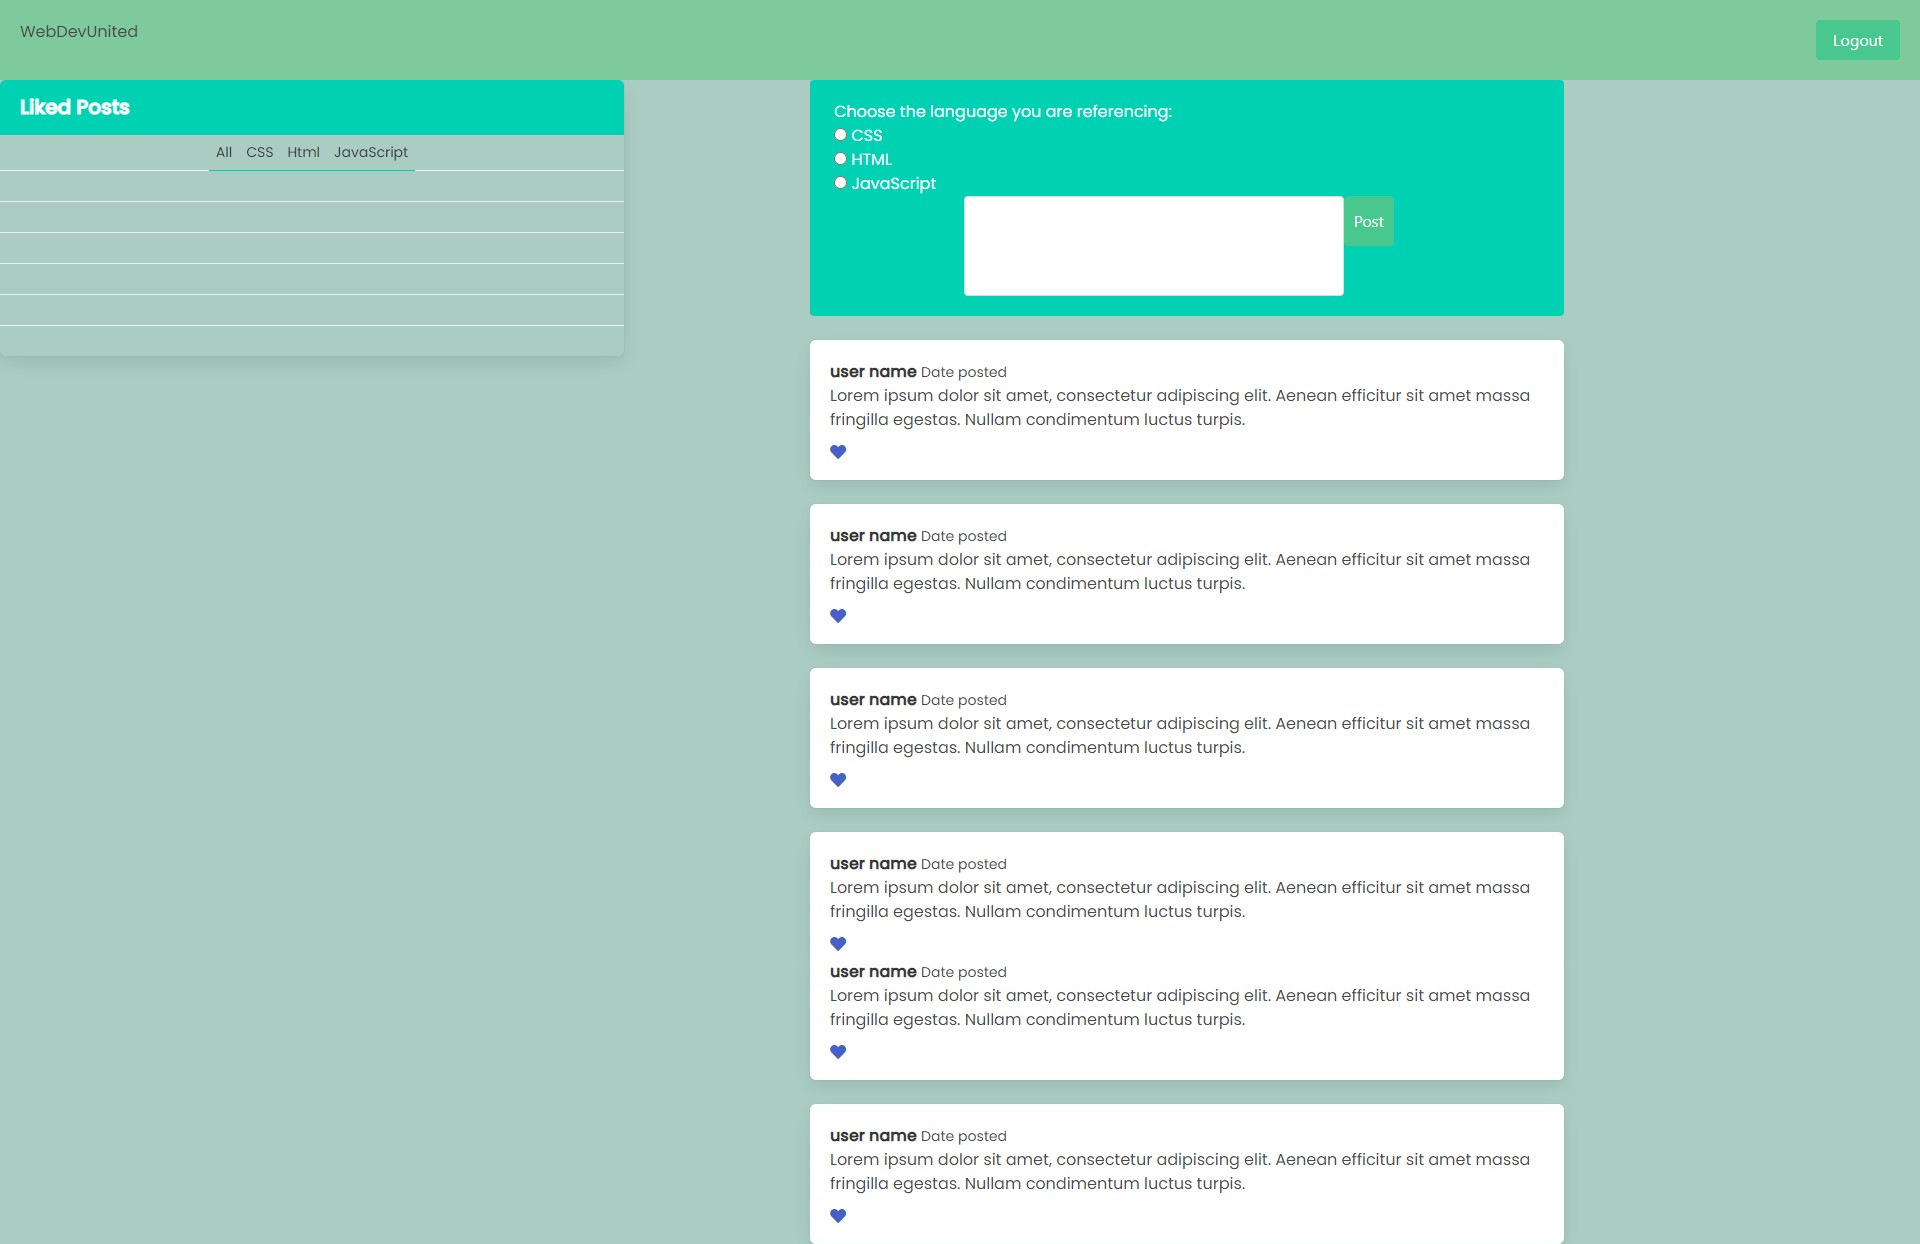 WebDevUnited
Logout
Liked Posts
All CSS Html JavaScript
Choose the language you are referencing:
CSS
HTML
JavaScript
Post
user name Date posted
Lorem ipsum dolor sit amet, consectetur adipiscing elit. Aenean efficitur sit amet massa
fringilla egestas. Nullam condimentum luctus turpis.
user name Date posted
Lorem ipsum dolor sit amet, consectetur adipiscing elit. Aenean efficitur sit amet massa
fringilla egestas. Nullam condimentum luctus turpis.
user name Date posted
Lorem ipsum dolor sit amet, consectetur adipiscing elit. Aenean efficitur sit amet massa
fringilla egestas. Nullam condimentum luctus turpis.
user name Date posted
Lorem ipsum dolor sit amet, consectetur adipiscing elit. Aenean efficitur sit amet massa
fringilla egestas. Nullam condimentum luctus turpis.
user name Date posted
Lorem ipsum dolor sit amet, consectetur adipiscing elit. Aenean efficitur sit amet massa
fringilla egestas. Nullam condimentum luctus turpis.
user name Date posted
Lorem ipsum dolor sit amet, consectetur adipiscing elit. Aenean efficitur sit amet massa
fringilla egestas. Nullam condimentum luctus turpis.